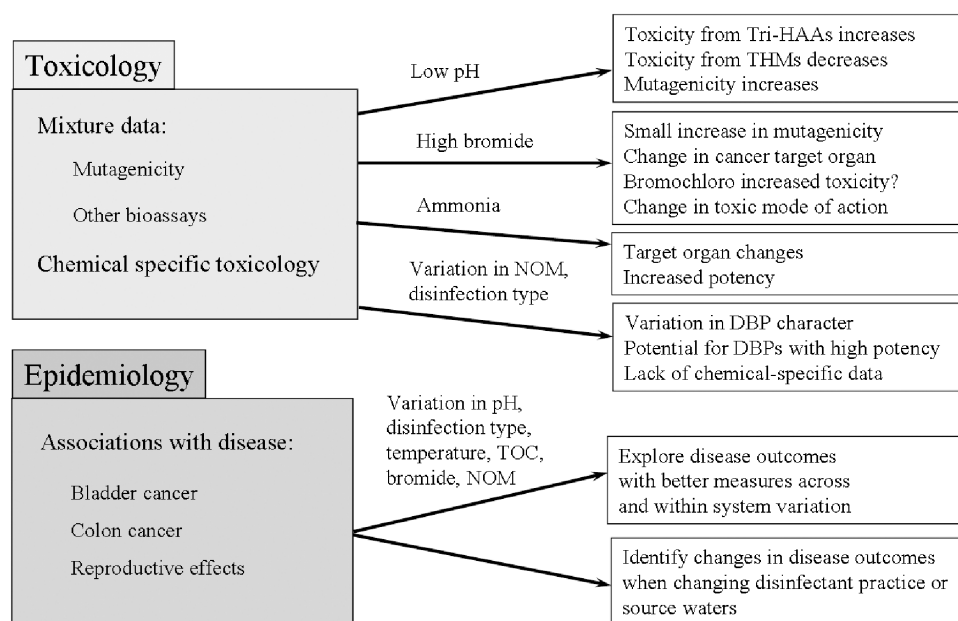 Toxicology
Mixture data:
Mutagenicity
Other bioassays
Chemical specific toxicology
Low pH
Toxicity from Tri-HAAs increases
Toxicity from THMs decreases
Mutagenicity increases
High bromide
Small increase in mutagenicity
Change in cancer target organ
Bromochloro increased toxicity?
Change in toxic mode of action
Ammonia
Target organ changes
Increased potency
Variation in NOM,
disinfection type
Variation in DBP character
Potential for DBPs with high potency
Lack of chemical-specific data
Epidemiology
Associations with disease:
Bladder cancer
Colon cancer
Reproductive effects
Variation in pH,
disinfection type,
temperature, TOC,
bromide, NOM
Explore disease outcomes
with better measures across
and within system variation
Identify changes in disease outcomes
when changing disinfectant practice or
source waters